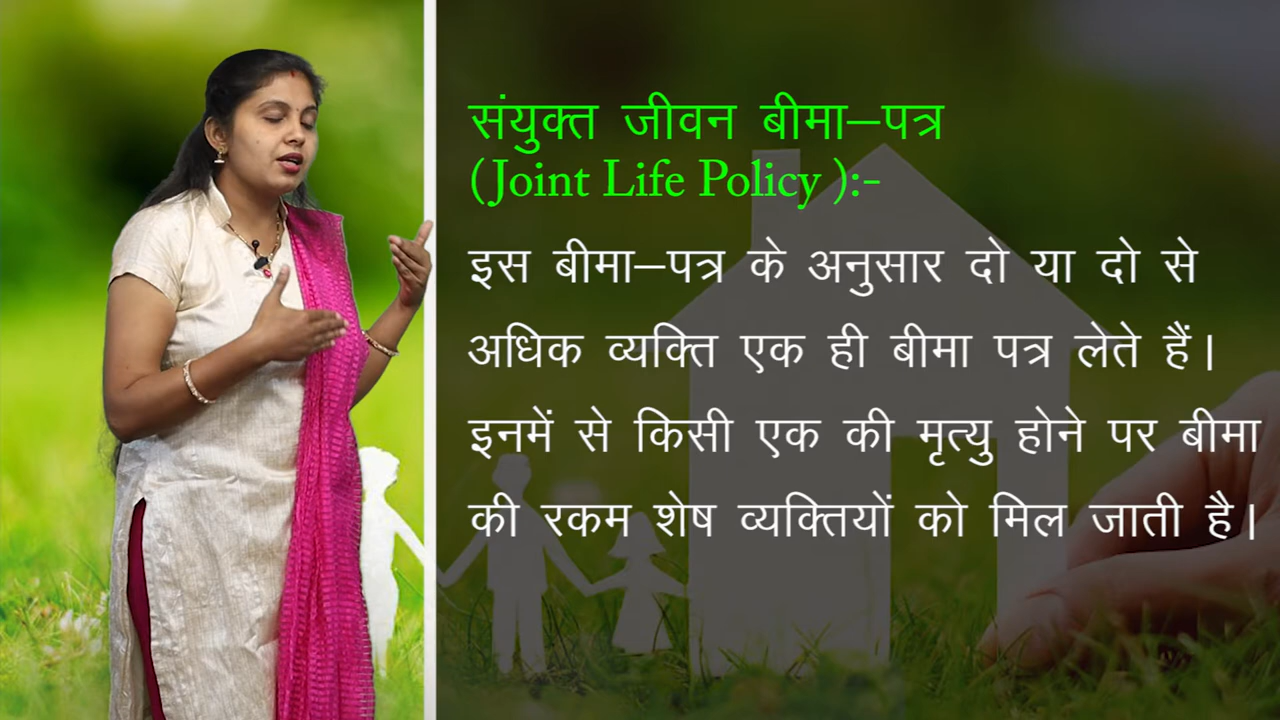 संयुक्त जीवन बीमा–पत्र
(Joint Life Policy ):-
इस बीमा–पत्र के अनुसार दो या दो से
अधिक व्यक्ति एक ही बीमा पत्र लेते हैं।
इनमें से किसी एक की मृत्यु होने पर बीमा
की रकम शेष व्यक्तियों को मिल जाती है।